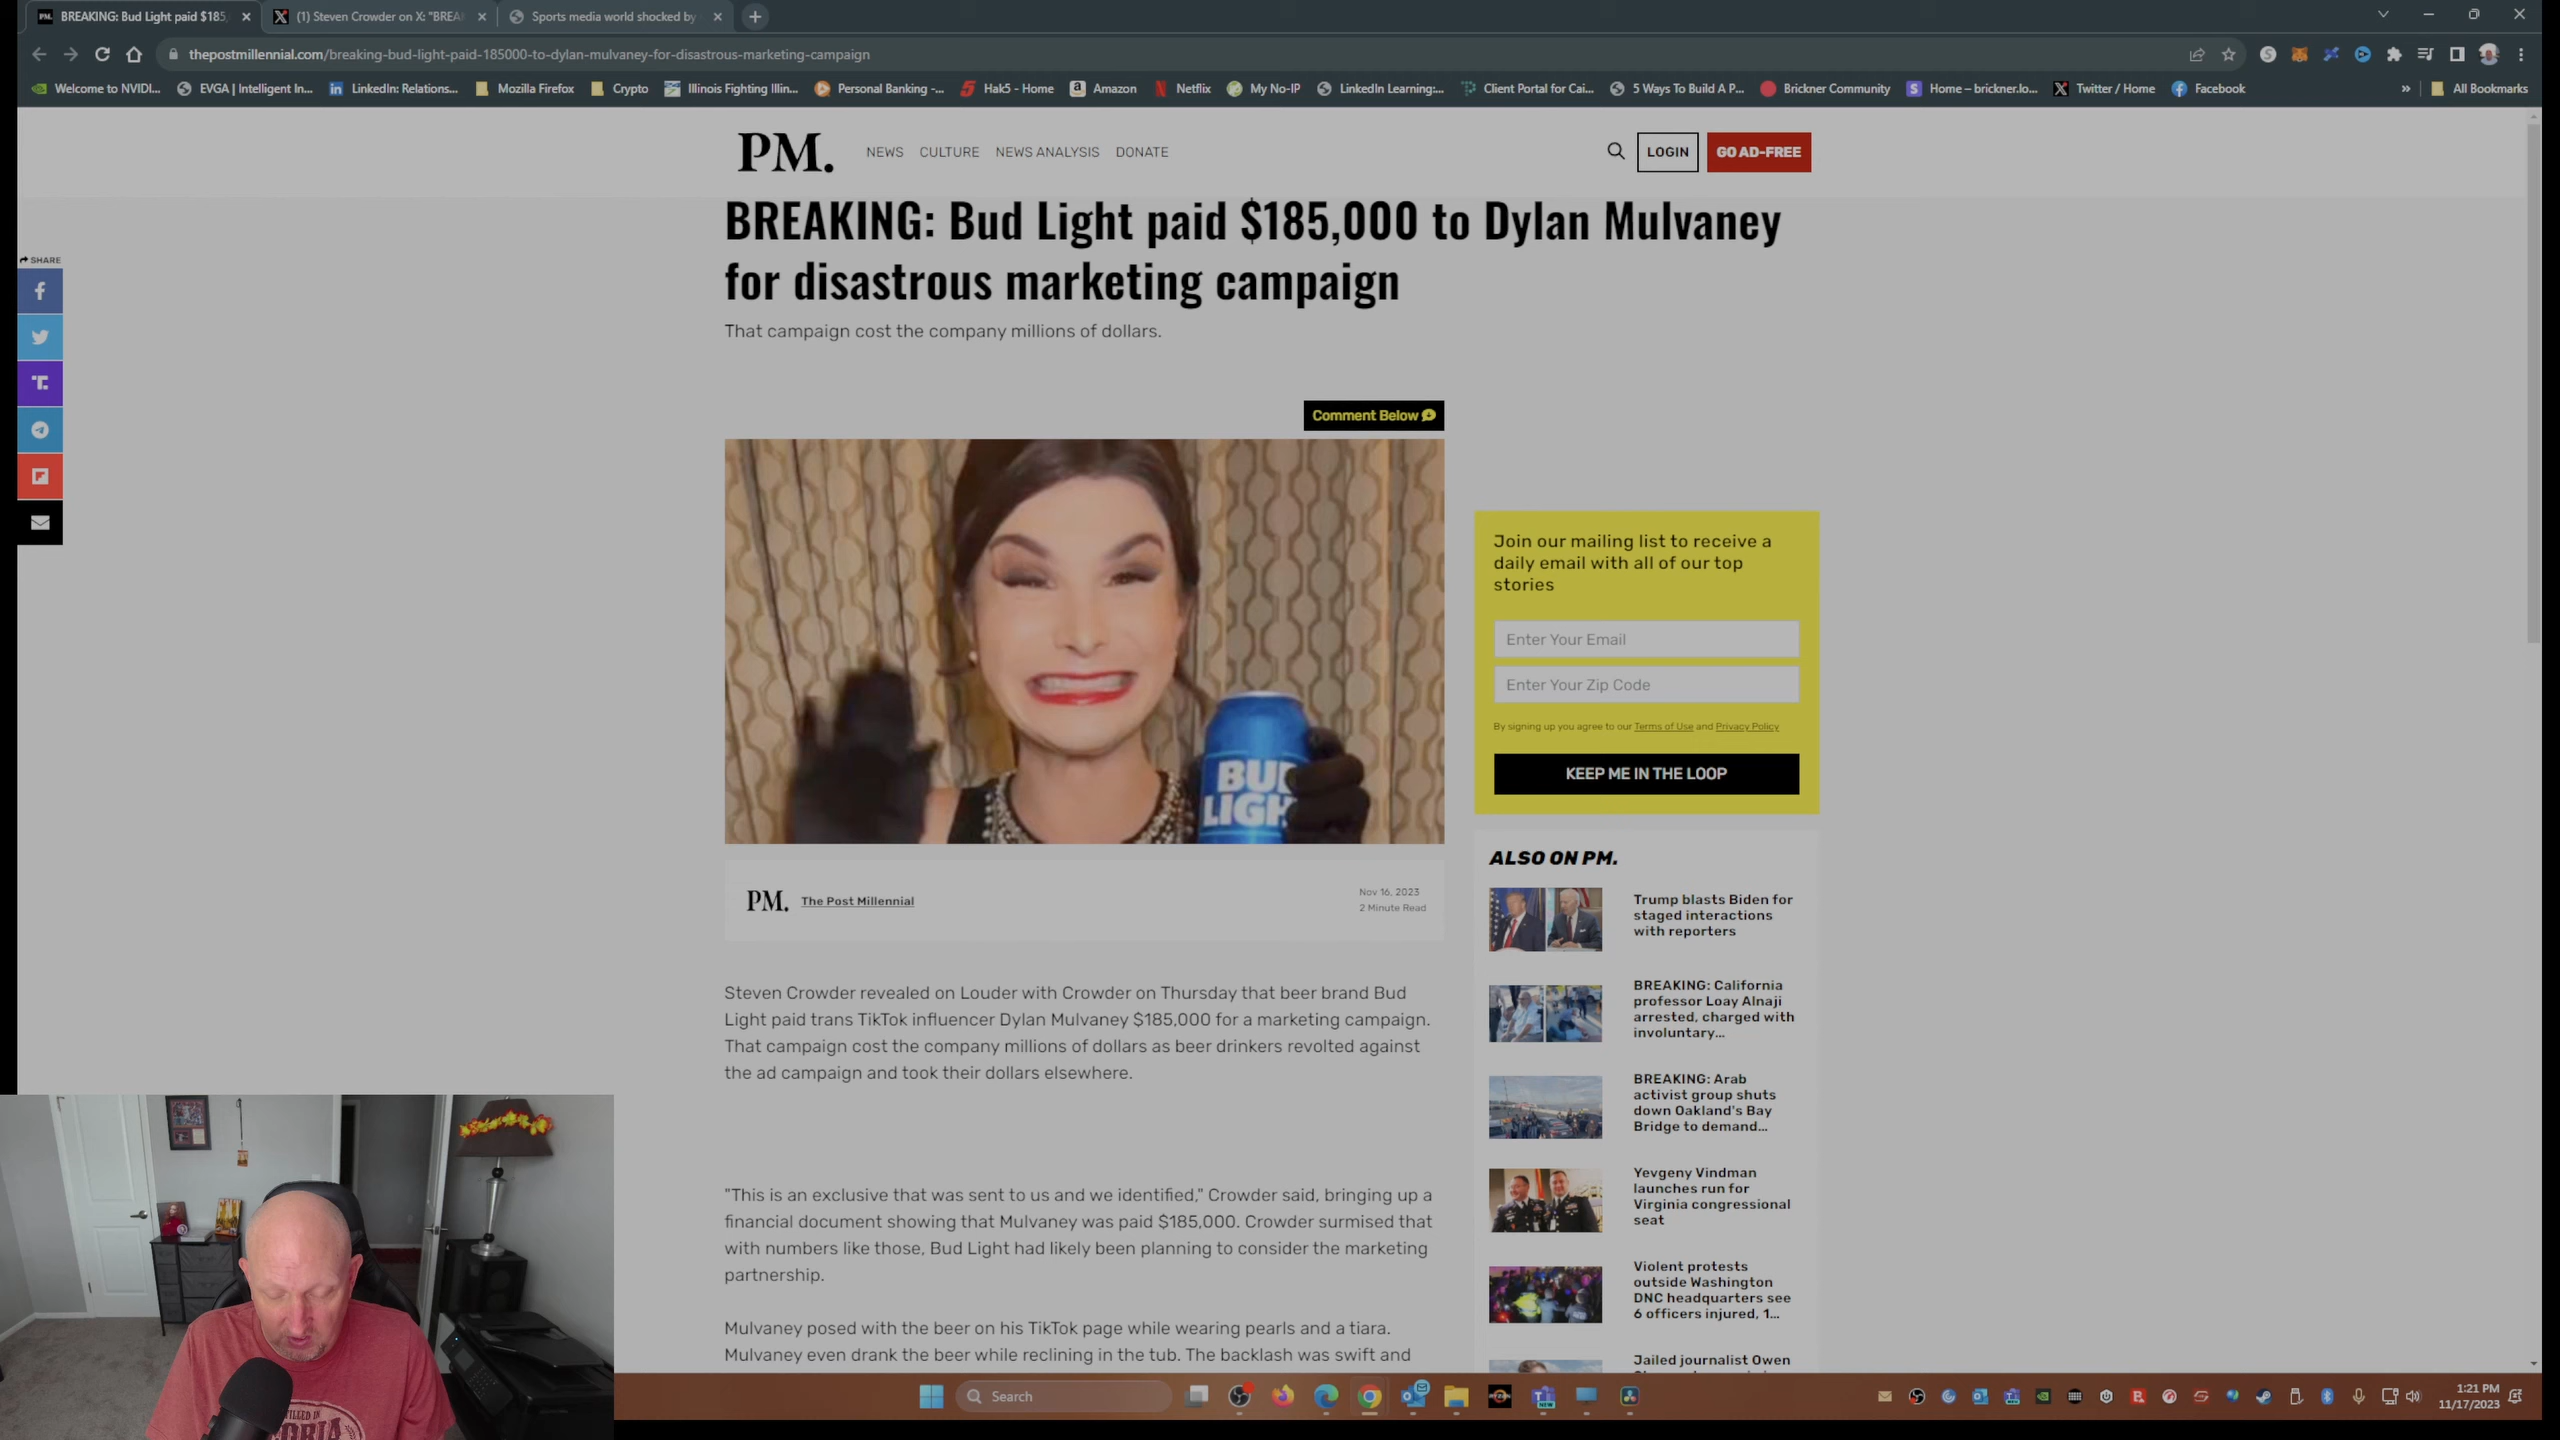 BREAKING: Bud Light paid $185,
(1) Steven Crowder on X: "BREA
Sports media world shocked by
thepostmillennial.com/breaking-bud-light-paid-185000-to-dylan-mulvaney-for-disastrous-marketing-campaign
Welcome to NVIDI...
EVGA | Intelligent In...
LinkedIn: Relations...
Mozilla Firefox
Crypto
Illinois Fighting Illin...
Personal Banking -...
Hak5 - Home
Amazon
Netflix
My No-IP
LinkedIn Learning:...
Client Portal for Cai...
5 Ways To Build A P...
Brickner Community
Home – brickner.lo...
Twitter / Home
Facebook
All Bookmarks
PM.
NEWS
CULTURE
NEWS ANALYSIS
DONATE
LOGIN
GO AD-FREE
BREAKING: Bud Light paid $185,000 to Dylan Mulvaney
for disastrous marketing campaign
That campaign cost the company millions of dollars.
SHARE
Comment Below
BUD
LIGH
PM.
The Post Millennial
Nov 16, 2023
2 Minute Read
Steven Crowder revealed on Louder with Crowder on Thursday that beer brand Bud
Light paid trans TikTok influencer Dylan Mulvaney $185,000 for a marketing campaign.
That campaign cost the company millions of dollars as beer drinkers revolted against
the ad campaign and took their dollars elsewhere.
"This is an exclusive that was sent to us and we identified," Crowder said, bringing up a
financial document showing that Mulvaney was paid $185,000. Crowder surmised that
with numbers like those, Bud Light had likely been planning to consider the marketing
partnership.
Mulvaney posed with the beer on his TikTok page while wearing pearls and a tiara.
Mulvaney even drank the beer while reclining in the tub. The backlash was swift and
Join our mailing list to receive a
daily email with all of our top
stories
Enter Your Email
Enter Your Zip Code
By signing up you agree to our Terms of Use and Privacy Policy
KEEP ME IN THE LOOP
ALSO ON PM.
Trump blasts Biden for
staged interactions
with reporters
BREAKING: California
professor Loay Alnaji
arrested, charged with
involuntary...
BREAKING: Arab
activist group shuts
down Oakland's Bay
Bridge to demand...
Yevgeny Vindman
launches run for
Virginia congressional
seat
Violent protests
outside Washington
DNC headquarters see
6 officers injured, 1...
Jailed journalist Owen
Search
1:21 PM
11/17/2023